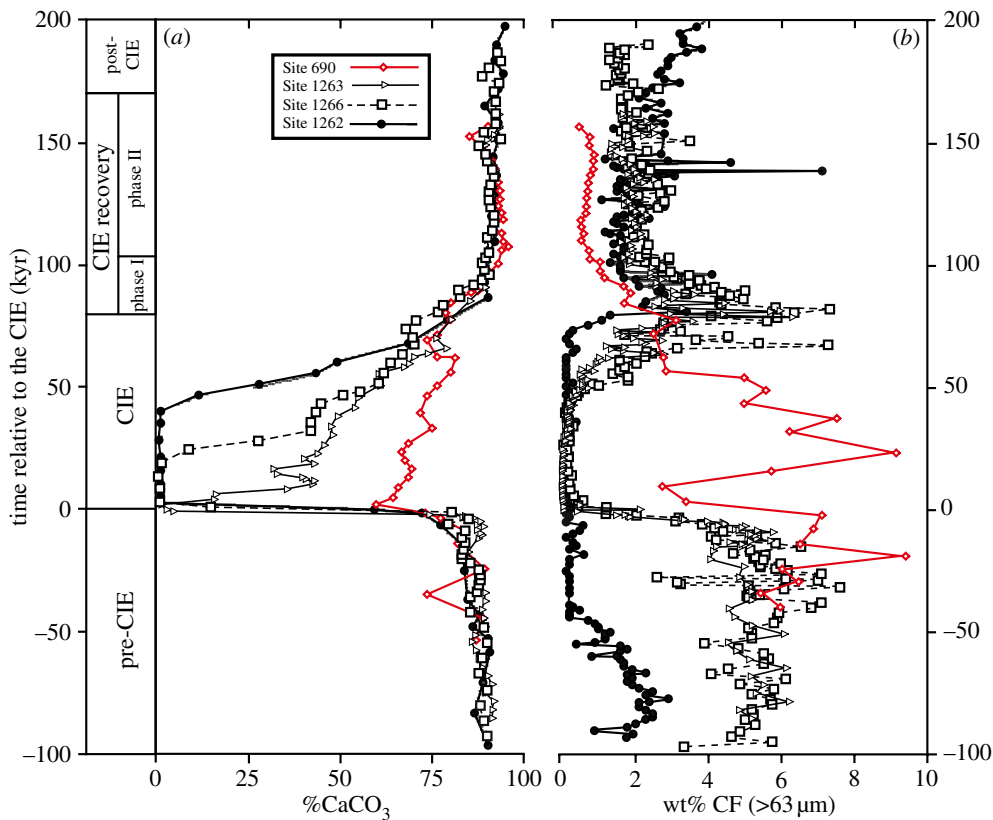 (a)
(b)
Site 690
Site 1263
Site 1266
Site 1262
time relative to the CIE (kyr)
post-
CIE
CIE recovery
phase II
phase I
CIE
pre-CIE
200
150
100
50
0
–50
–100
0
25
50
75
100
%CaCO₃
200
150
100
50
0
–50
–100
0
2
4
6
8
10
wt% CF (>63 µm)